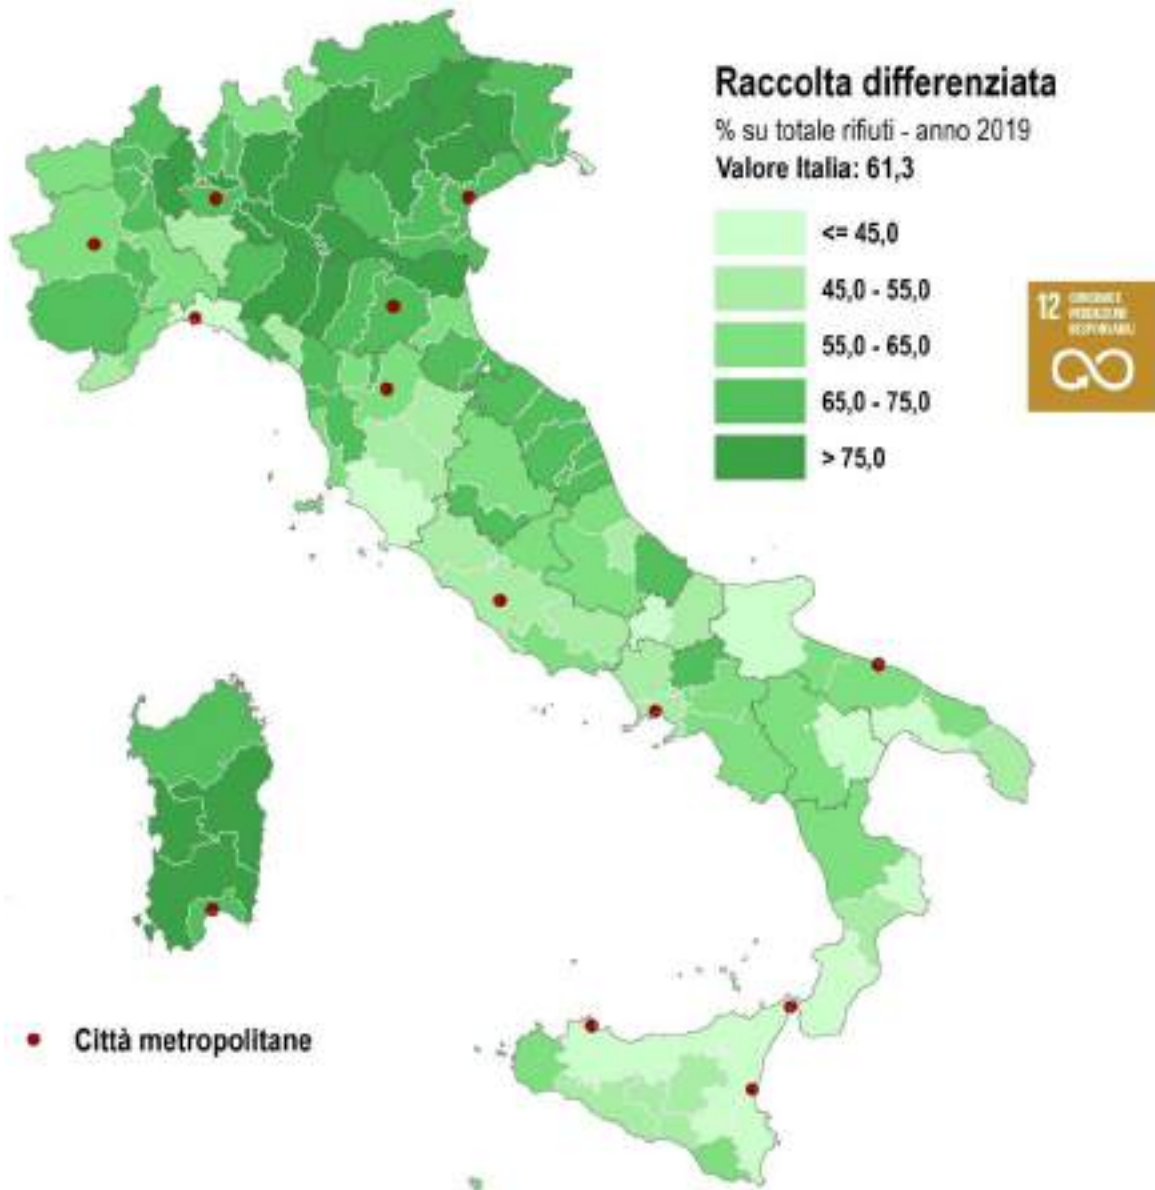 Raccolta differenziata
% su totale rifiuti - anno 2019
Valore Italia: 61,3
<= 45,0
45,0 - 55,0
55,0 - 65,0
65,0 - 75,0
> 75,0
12
Città metropolitane